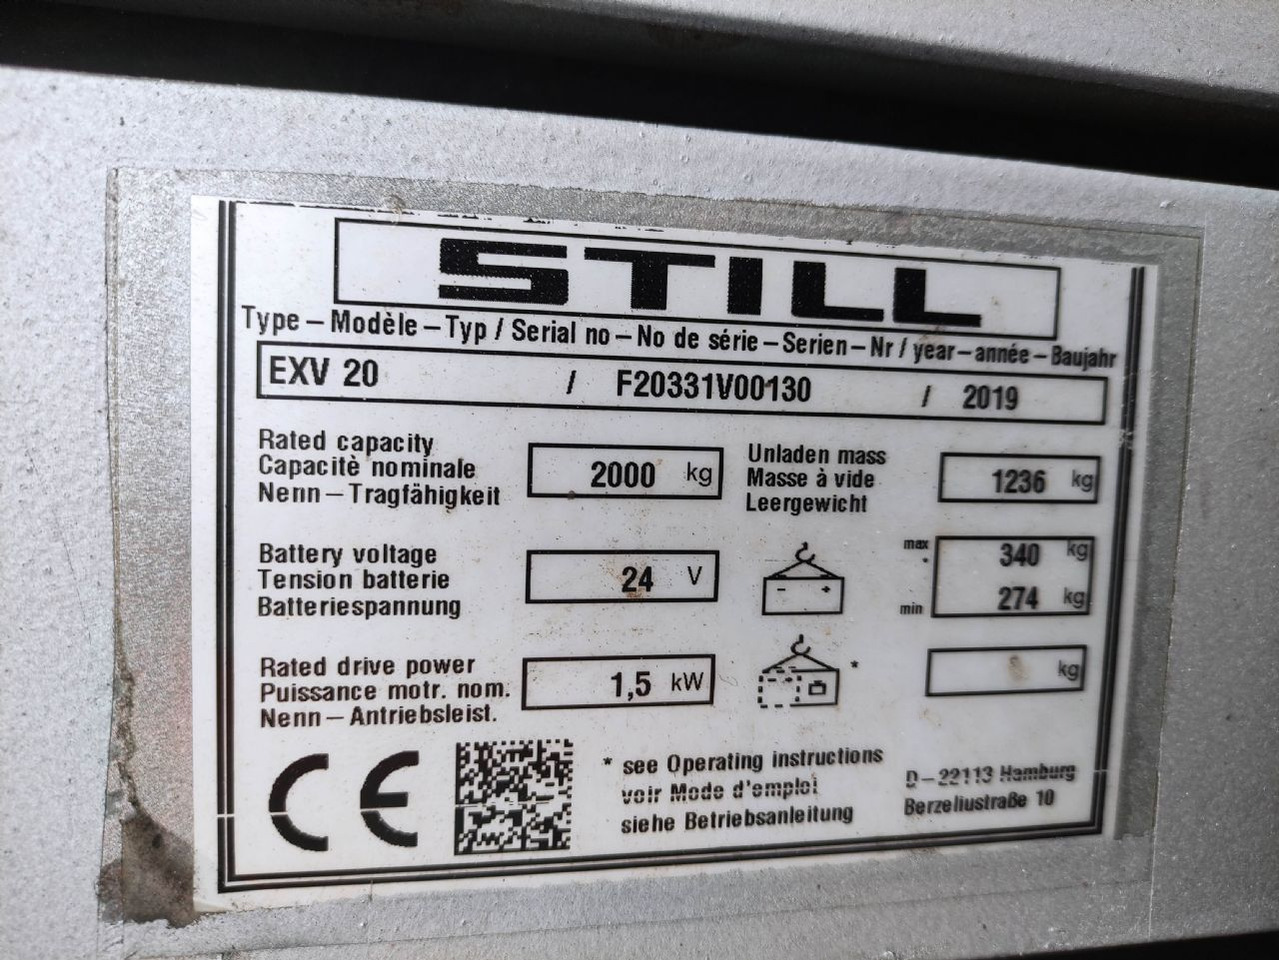 STILL
Type – Modèle – Typ / Serial no – No de série – Serien – Nr / year – année – Baujahr
EXV 20 / F20331V00130 / 2019
Rated capacity
Capacitè nominale
Nenn – Tragfähigkeit
2000 kg
Unladen mass
Masse à vide
Leergewicht
1236 kg
Battery voltage
Tension batterie
Batteriespannung
24 V
- +
max
*
340 kg
min
274 kg
Rated drive power
Puissance motr. nom.
Nenn – Antriebsleist.
1,5 kW
*
kg
CE
* see Operating instructions
voir Mode d'emploi
siehe Betriebsanleitung
D – 22113 Hamburg
Berzeliustraße 10